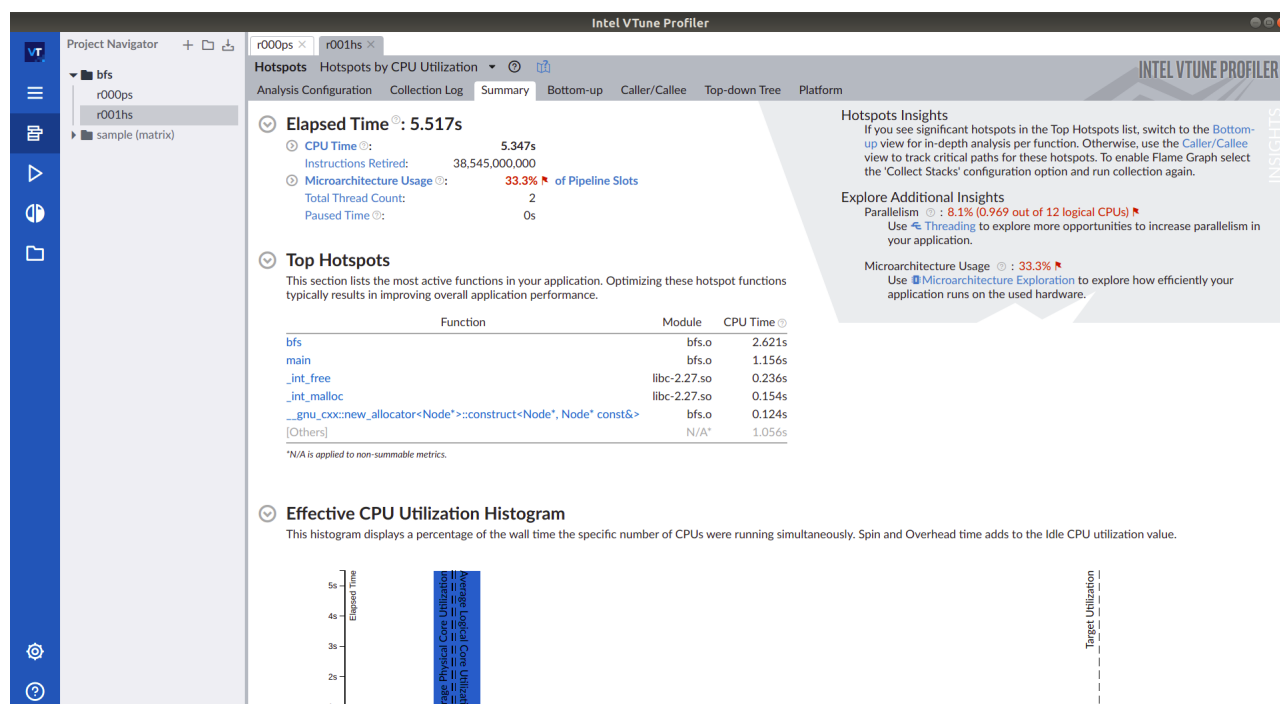 Intel VTune Profiler
VT
Project Navigator
bfs
r000ps
r001hs
sample (matrix)
r000ps
r001hs
Hotspots Hotspots by CPU Utilization
INTEL VTUNE PROFILER
Analysis Configuration Collection Log Summary Bottom-up Caller/Callee Top-down Tree Platform
Elapsed Time : 5.517s
CPU Time : 5.347s
Instructions Retired: 38,545,000,000
Microarchitecture Usage : 33.3% of Pipeline Slots
Total Thread Count: 2
Paused Time : 0s
INSIGHTS
Hotspots Insights
If you see significant hotspots in the Top Hotspots list, switch to the Bottom-
up view for in-depth analysis per function. Otherwise, use the Caller/Callee
view to track critical paths for these hotspots. To enable Flame Graph select
the 'Collect Stacks' configuration option and run collection again.
Explore Additional Insights
Parallelism : 8.1% (0.969 out of 12 logical CPUs)
Use Threading to explore more opportunities to increase parallelism in
your application.
Microarchitecture Usage : 33.3%
Use Microarchitecture Exploration to explore how efficiently your
application runs on the used hardware.
Top Hotspots
This section lists the most active functions in your application. Optimizing these hotspot functions
typically results in improving overall application performance.
Function Module CPU Time
bfs bfs.o 2.621s
main bfs.o 1.156s
_int_free libc-2.27.so 0.236s
_int_malloc libc-2.27.so 0.154s
__gnu_cxx::new_allocator<Node*>::construct<Node*, Node* const&> bfs.o 0.124s
[Others] N/A* 1.056s
*N/A is applied to non-summable metrics.
Effective CPU Utilization Histogram
This histogram displays a percentage of the wall time the specific number of CPUs were running simultaneously. Spin and Overhead time adds to the Idle CPU utilization value.
Elapsed Time
5s
4s
3s
2s
Physical Core Utilization
Average Logical Core
Target Utilization